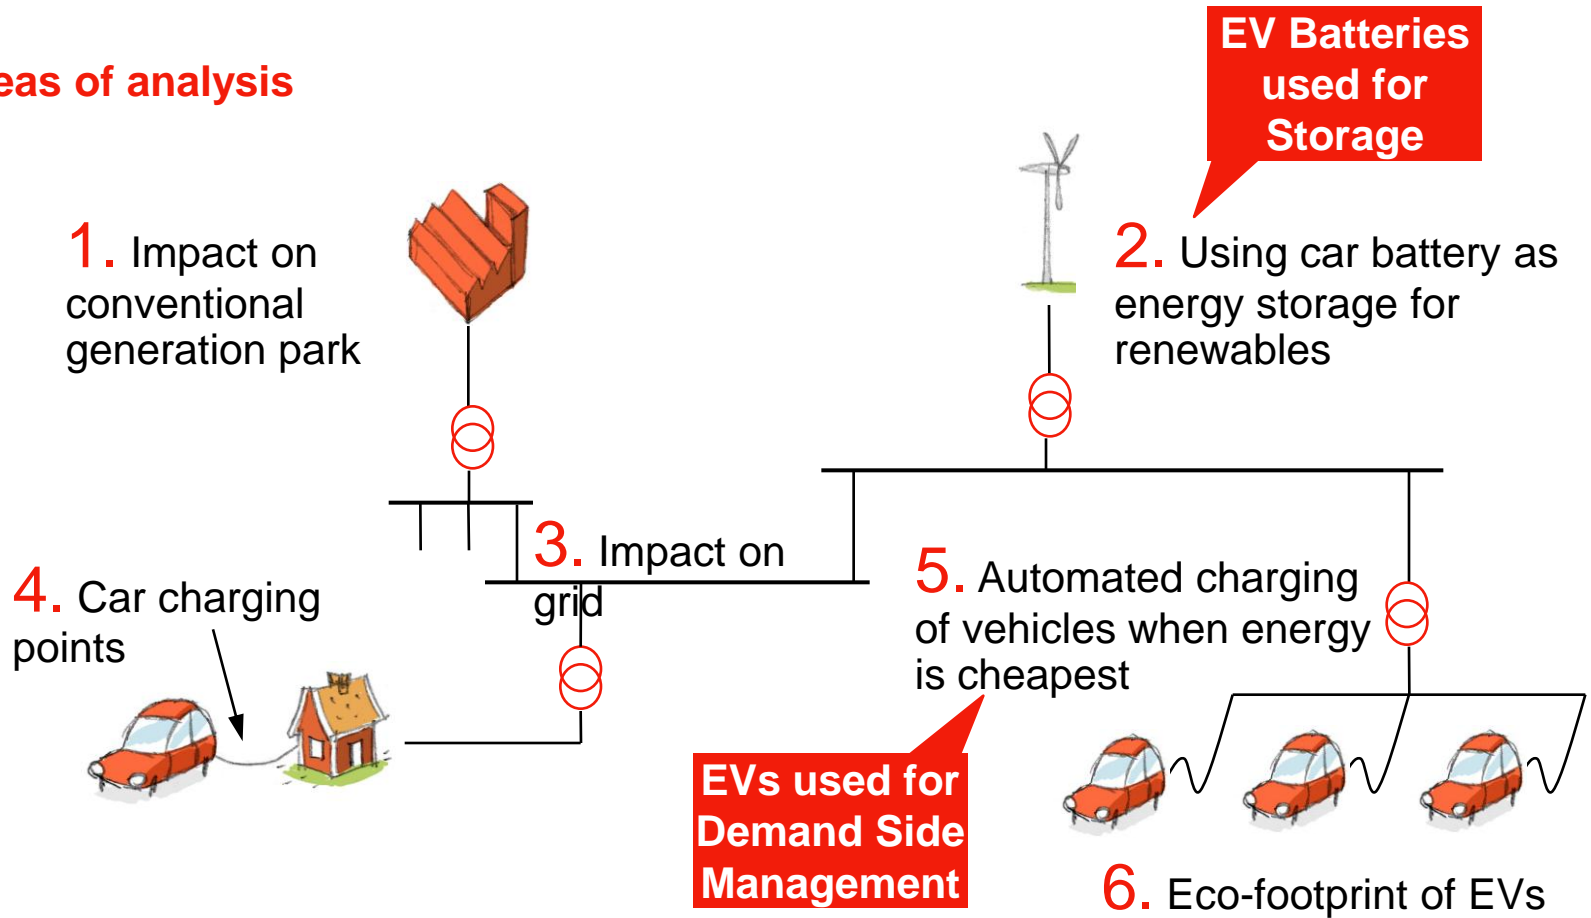 eas of analysis
EV Batteries
used for
Storage
1. Impact on
conventional
generation park
2. Using car battery as
energy storage for
renewables
3. Impact on
grid
4. Car charging
points
5. Automated charging
of vehicles when energy
is cheapest
EVs used for
Demand Side
Management
6. Eco-footprint of EVs